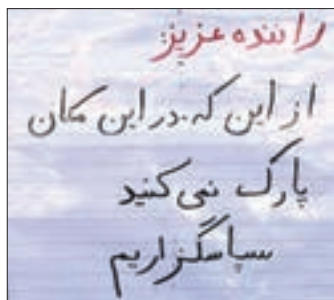 راننده عزیز
از این که در این مکان
پارک نمی کنید
سپاسگزاریم